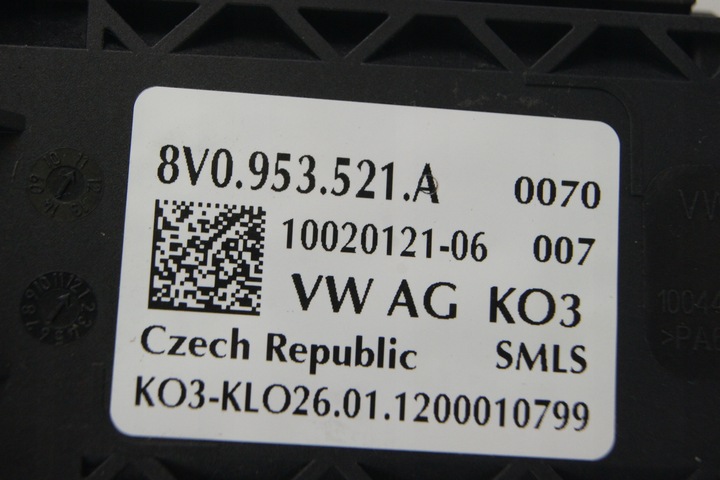 8V0.953.521.A 0070
10020121-06 007
VW AG KO3
Czech Republic SMLS
KO3-KLO26.01.1200010799